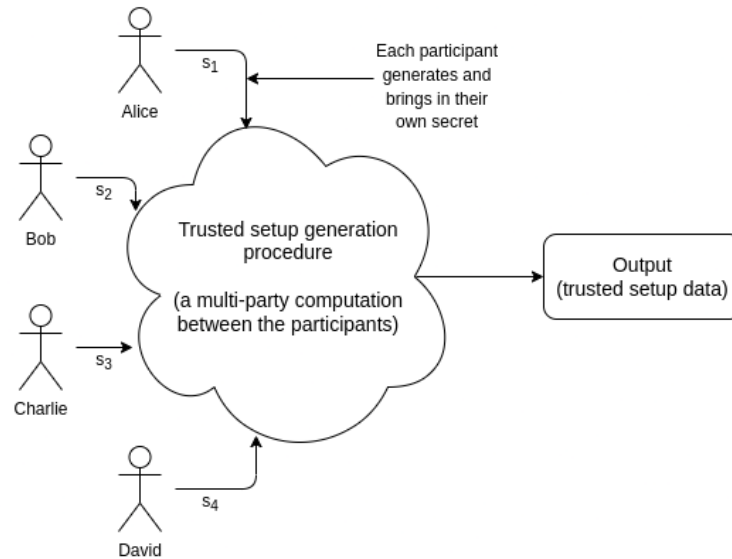 Alice
s1
Each participant
generates and
brings in their
own secret
Bob
s2
Trusted setup generation
procedure
(a multi-party computation
between the participants)
Output
(trusted setup data)
Charlie
s3
David
s4